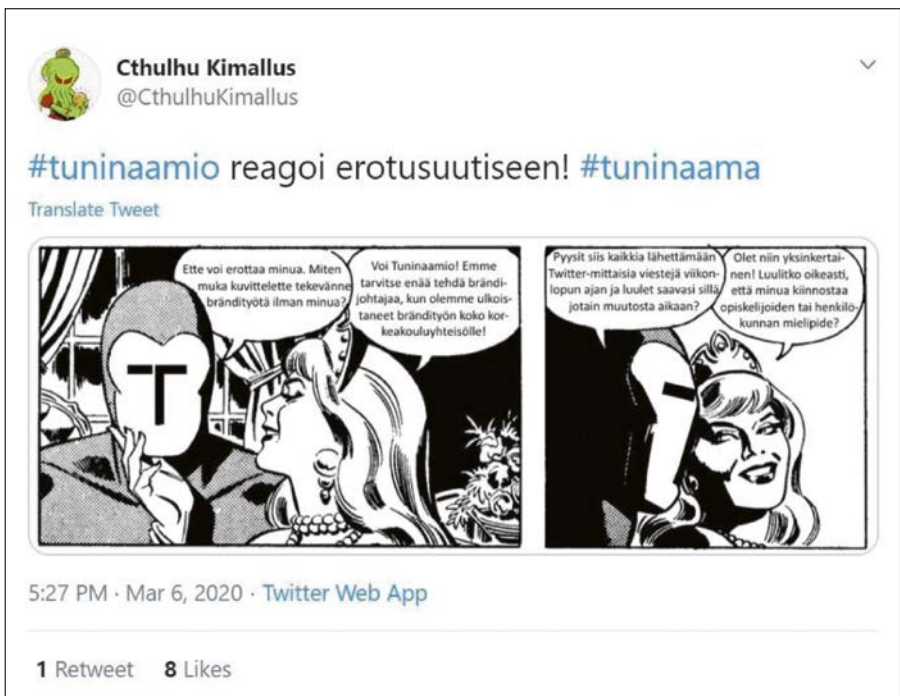 Cthulhu Kimallus
@CthulhuKimallus
#tuninaamio reagoi erotusuutiseen! #tuninaama
Translate Tweet
Ette voi erottaa minua. Miten
muka kuvittelette tekevänne
brändityötä ilman minua?
Voi Tuninaamio! Emme
tarvitse enää tehdä brändi-
johtajaa, kun olemme ulkois-
taneet brändityön koko kor-
keakouluyhteisölle!
T
Pyysit siis kaikkia lähettämään
Twitter-mittaisia viestejä viikon-
lopun ajan ja luulet saavasi sillä
jotain muutosta aikaan?
Olet niin yksinkertai-
nen! Luulitko oikeasti,
että minua kiinnostaa
opiskelijoiden tai henkilö-
kunnan mielipide?
5:27 PM · Mar 6, 2020 · Twitter Web App
1 Retweet 8 Likes